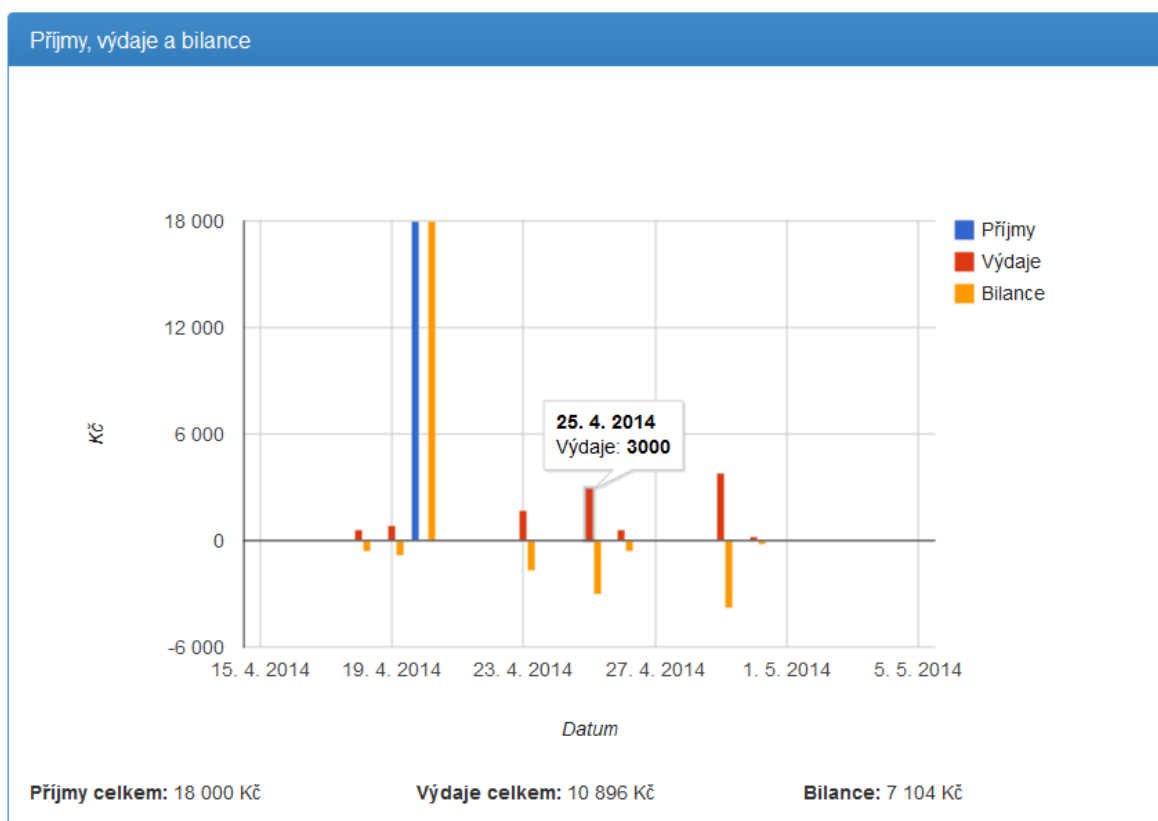 Příjmy, výdaje a bilance
18 000
12 000
6 000
0
-6 000
Kč
25. 4. 2014
Výdaje: 3000
Příjmy
Výdaje
Bilance
15. 4. 2014 19. 4. 2014 23. 4. 2014 27. 4. 2014 1. 5. 2014 5. 5. 2014
Datum
Příjmy celkem: 18 000 Kč Výdaje celkem: 10 896 Kč Bilance: 7 104 Kč